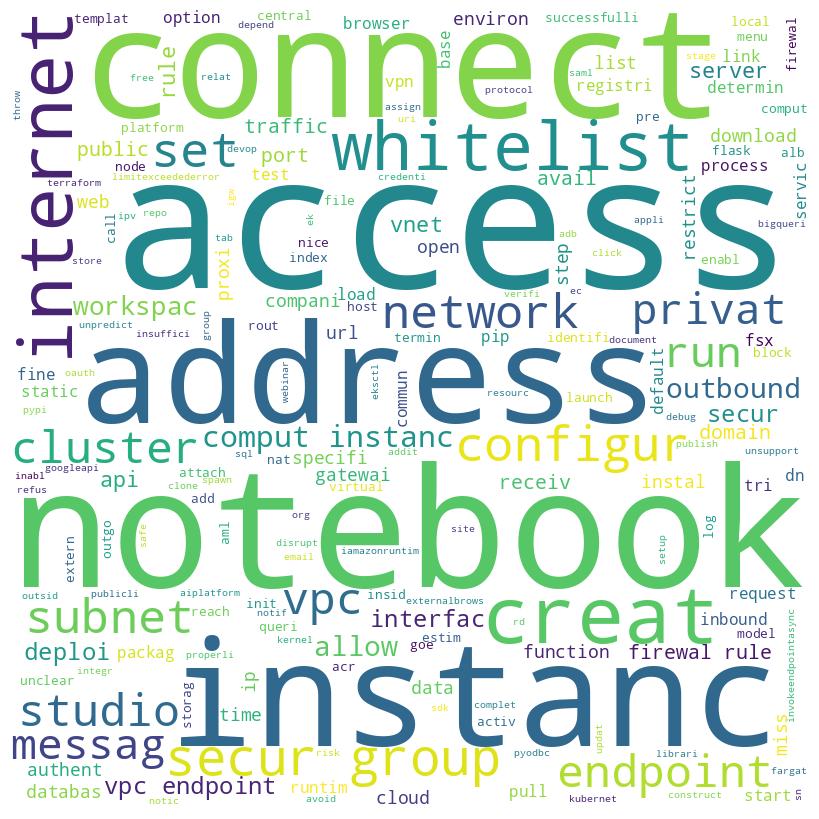 templat option central browser environ successfulli local
depend
connect
internet
rule
base
list link menu firewal
free relat vpn saml stage server
registri determin
throw
platform assign protocol uri comput
public set traffic port whitelist download
devop pre flask alb
node test avail process
terraform limitexceedederror
web ipv repo call file vnet step restrict servic
access
igw ek adb appli bigqueri
store tab nice index open click enabl
proxi
workspac compani load host verifi ec
network privat
unpredict insuffici group rout url termin pip identifi document fsx
fine run block
oauth address default
static webinar eksctl commun resourc launch outbound
pypi debug secur
cluster comput instanc configur domain
sql nat addit publish unsupport
inabl googleapi attach specifi gatewai
refus api clone spawn virtual receiv instal tri dn
add org site log
notebook
extern outgo safe aml disrupt email iamazonruntim setup
outsid publicli aiplatform insid externalbrows request
init notif vpc rd
subnet reach queri interfac creat inbound
kernel estim model
deploi packag properli allow goe function firewal rule
unclear integr acr
invokeendpointasync
storag ip data sdk complet
studio time instanc
activ
messag secur group risk pyodbc updat librari miss
authent endpoint fargat
databas vpc endpoint runtim pull start
notic avoid cloud kubernet construct sn